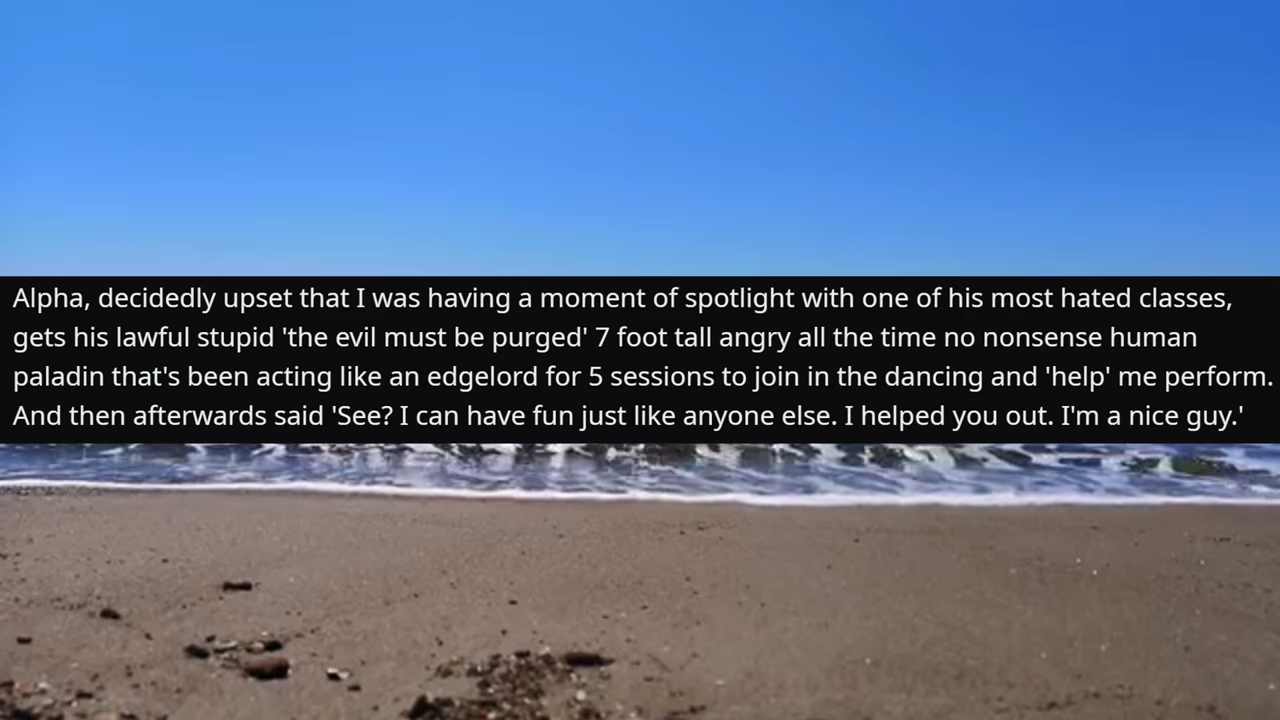 Alpha, decidedly upset that I was having a moment of spotlight with one of his most hated classes,
gets his lawful stupid 'the evil must be purged' 7 foot tall angry all the time no nonsense human
paladin that's been acting like an edgelord for 5 sessions to join in the dancing and 'help' me perform.
And then afterwards said 'See? I can have fun just like anyone else. I helped you out. I'm a nice guy.'